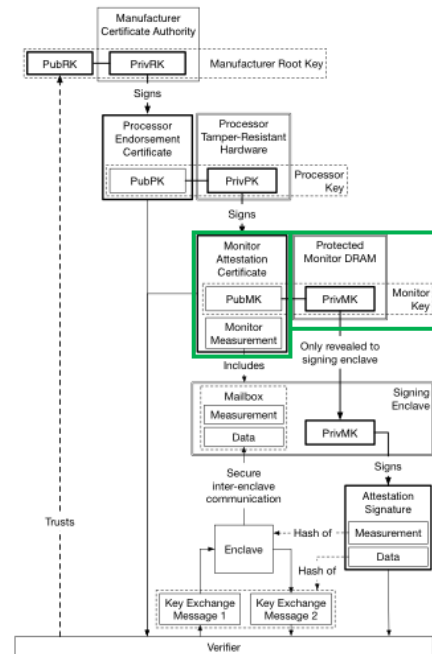 Manufacturer
Certificate Authority
PubRK
PrivRK
Manufacturer Root Key
Signs
Processor
Endorsement
Certificate
Processor
Tamper-Resistant
Hardware
PubPK
PrivPK
Processor
Key
Signs
Monitor
Attestation
Certificate
Protected
Monitor DRAM
PubMK
PrivMK
Monitor
Key
Monitor
Measurement
Only revealed to
signing enclave
Includes
Mailbox
Measurement
Data
Signing
Enclave
PrivMK
Secure
inter-enclave
communication
Signs
Attestation
Signature
Trusts
Enclave
Hash of
Measurement
Data
Hash of
Key Exchange
Message 1
Key Exchange
Message 2
Verifier